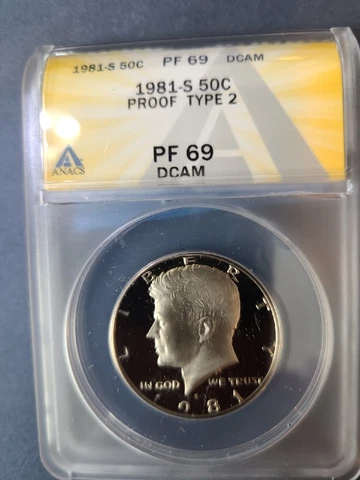 1981-S 50C PF 69 DCAM
1981-S 50C
PROOF TYPE 2
ANACS
PF 69
DCAM
LIBERTY
IN GOD WE TRUST
1981